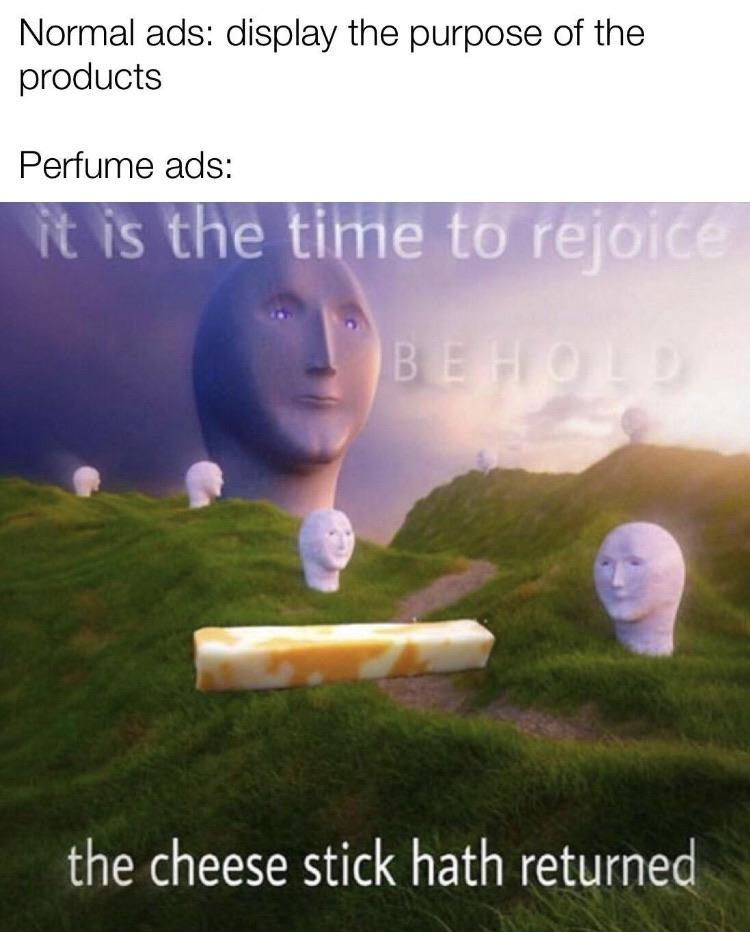 Normal ads: display the purpose of the
products
Perfume ads:
it is the time to rejoice
BEHOLD
the cheese stick hath returned